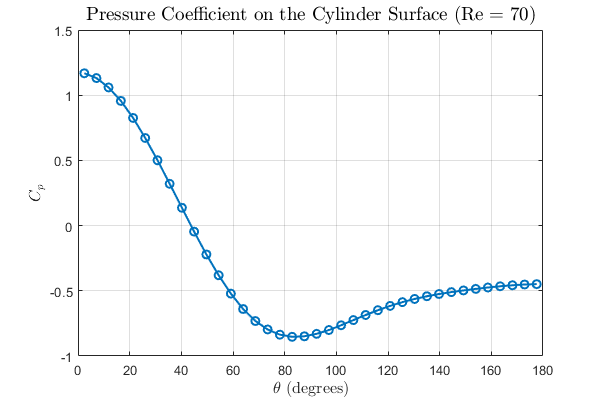 Pressure Coefficient on the Cylinder Surface (Re = 70)
1.5
1
0.5
0
-0.5
-1
C_p
0 20 40 60 80 100 120 140 160 180
θ (degrees)